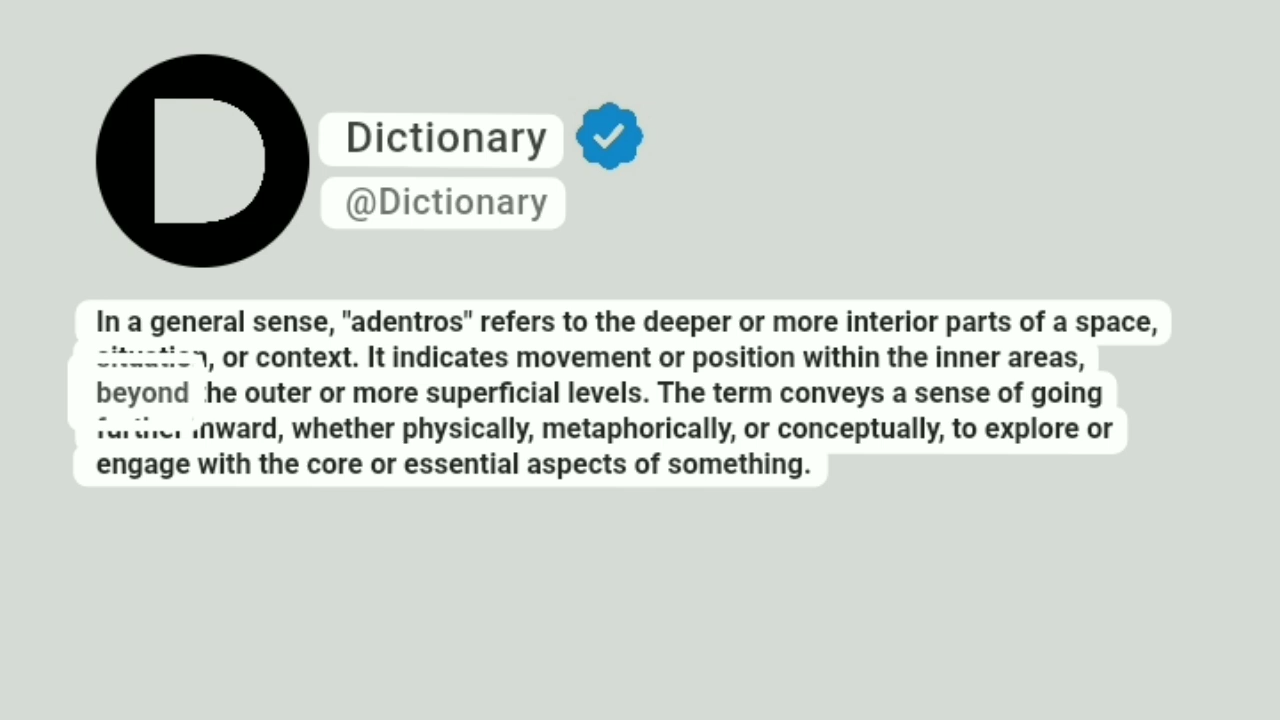 D
Dictionary
@Dictionary
In a general sense, "adentros" refers to the deeper or more interior parts of a space,
situation, or context. It indicates movement or position within the inner areas,
beyond the outer or more superficial levels. The term conveys a sense of going
further inward, whether physically, metaphorically, or conceptually, to explore or
engage with the core or essential aspects of something.